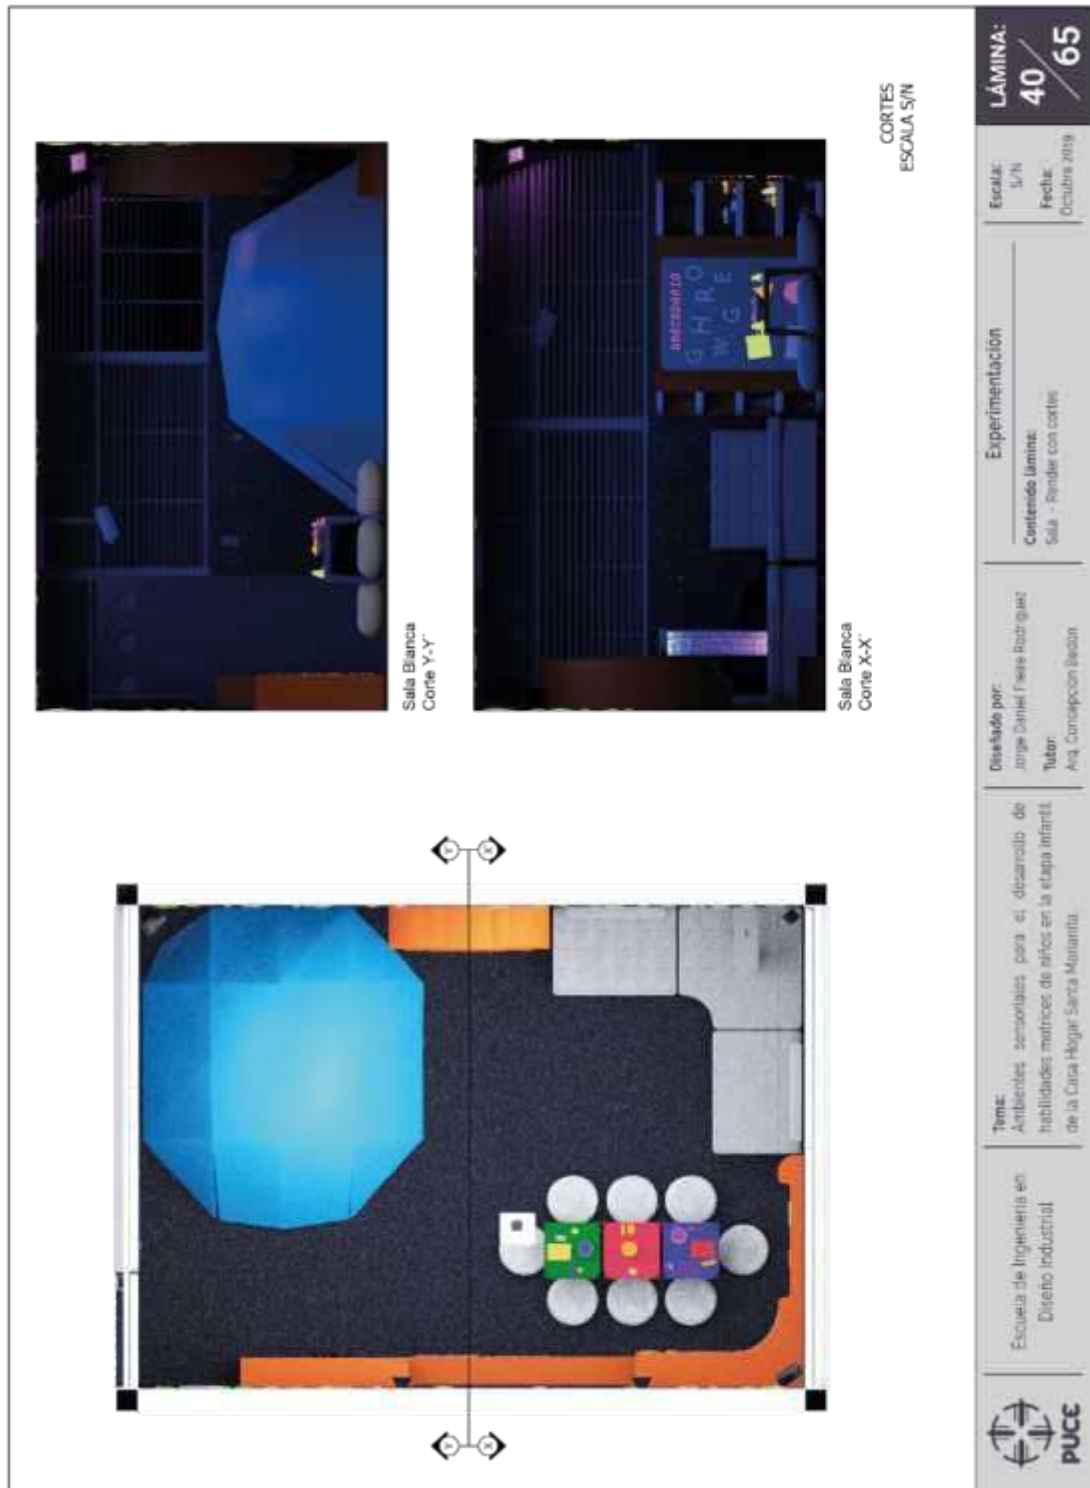 Sala Blanca
Corte Y-Y´
Sala Blanca
Corte X-X´
ABECEDARIO
G H R O
W G E
CORTES
ESCALA S/N
Y
X
Y
X
PUCE
Escuela de Ingeniería en
Diseño Industrial
Tema:
Ambientes sensoriales para el desarrollo de
habilidades motrices de niños en la etapa infantil
de la Casa Hogar Santa Marianita.
Diseñado por:
Jorge Daniel Freire Rodríguez
Tutor:
Arq. Concepción Bedón
Experimentación
Contenido lámina:
Sala - Render con cortes
Escala:
S/N
Fecha:
Octubre 2019
LÁMINA:
40/65